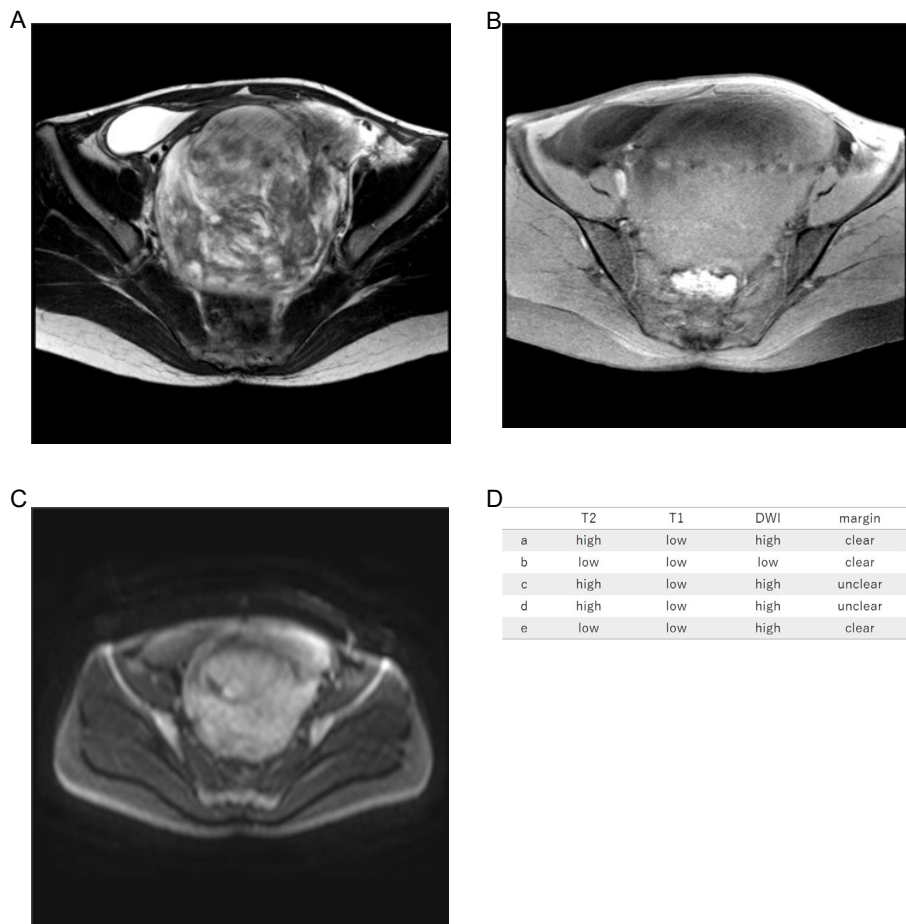 A
B
C
D
T2 T1 DWI margin
a high low high clear
b low low low clear
c high low high unclear
d high low high unclear
e low low high clear